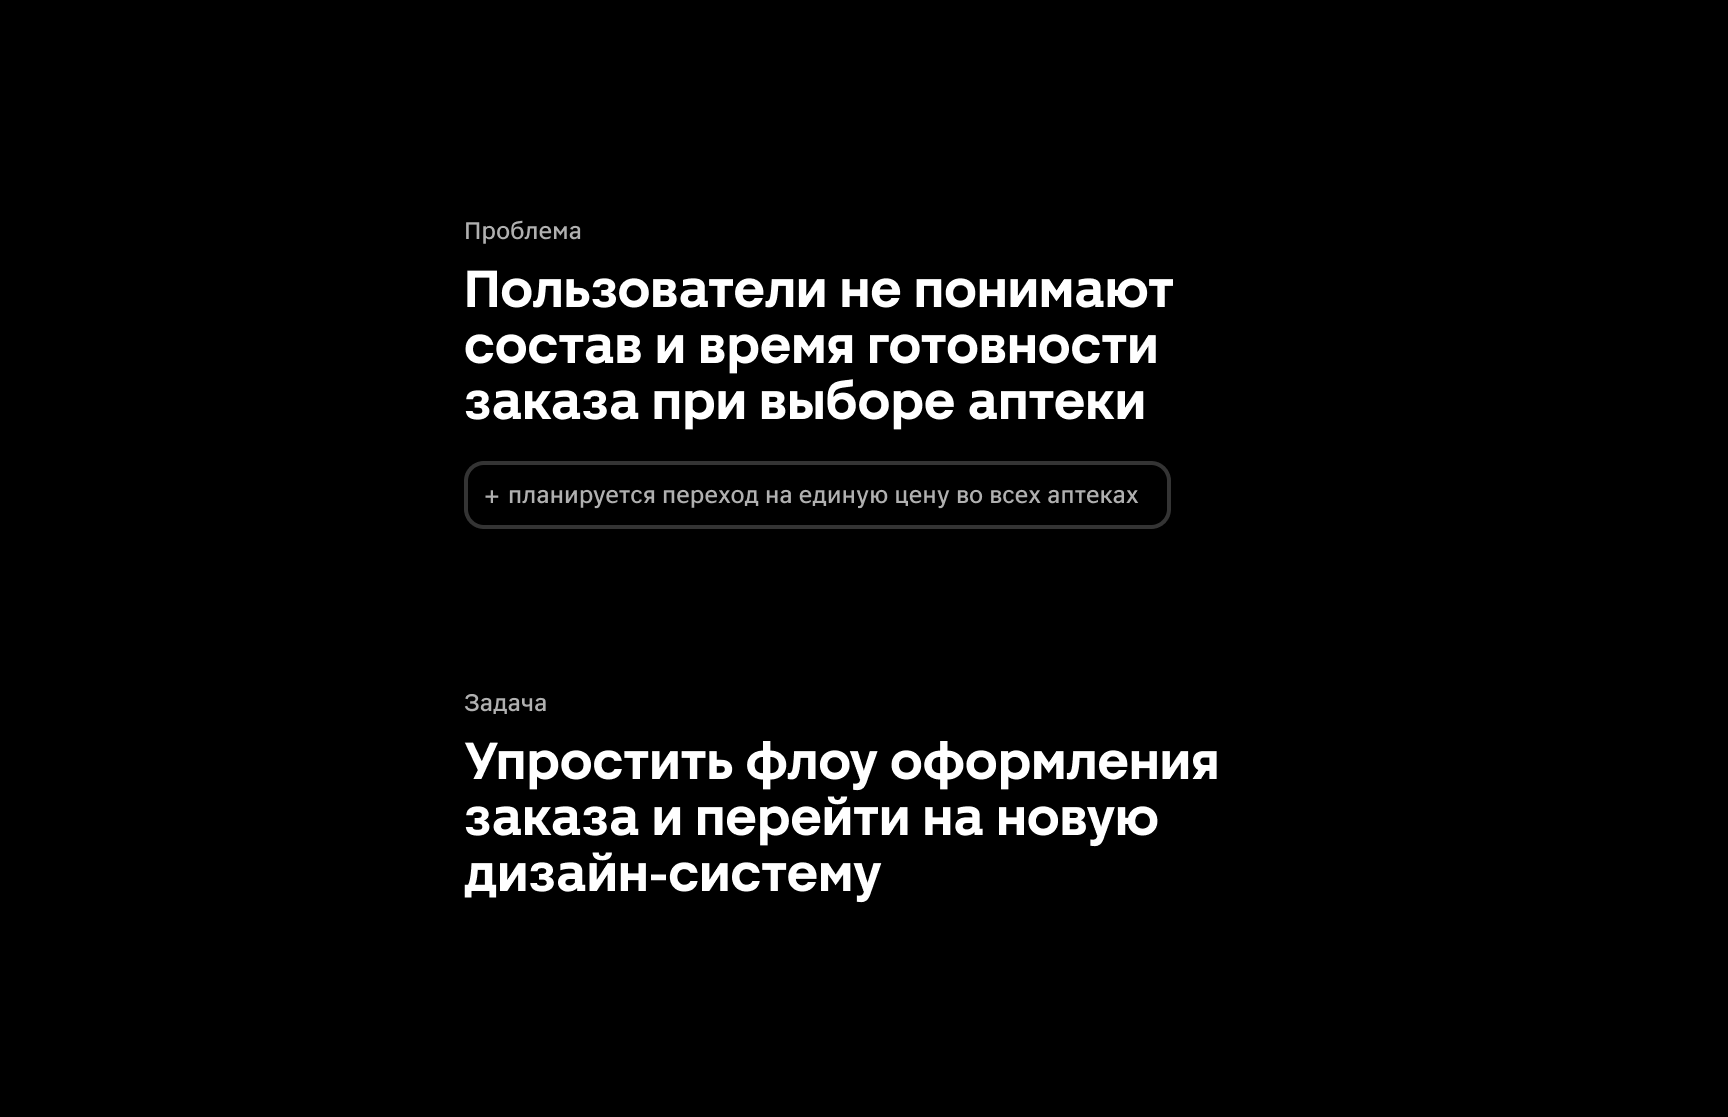 Проблема
Пользователи не понимают
состав и время готовности
заказа при выборе аптеки
+ планируется переход на единую цену во всех аптеках
Задача
Упростить флоу оформления
заказа и перейти на новую
дизайн-систему